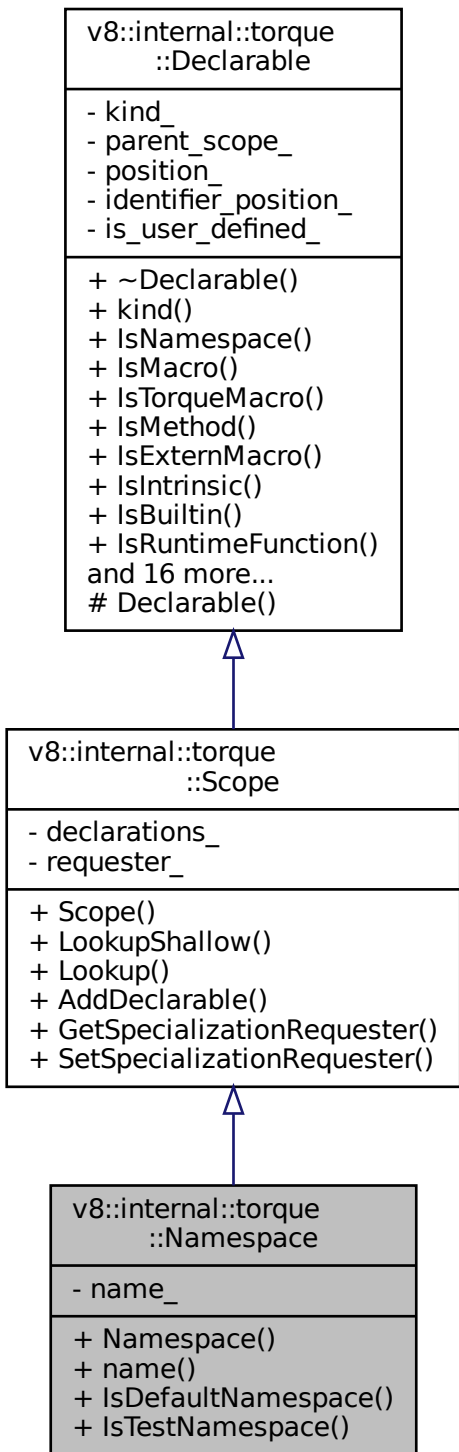 v8::internal::torque
::Declarable
- kind_
- parent_scope_
- position_
- identifier_position_
- is_user_defined_
+ ~Declarable()
+ kind()
+ IsNamespace()
+ IsMacro()
+ IsTorqueMacro()
+ IsMethod()
+ IsExternMacro()
+ IsIntrinsic()
+ IsBuiltin()
+ IsRuntimeFunction()
and 16 more...
# Declarable()
v8::internal::torque
::Scope
- declarations_
- requester_
+ Scope()
+ LookupShallow()
+ Lookup()
+ AddDeclarable()
+ GetSpecializationRequester()
+ SetSpecializationRequester()
v8::internal::torque
::Namespace
- name_
+ Namespace()
+ name()
+ IsDefaultNamespace()
+ IsTestNamespace()